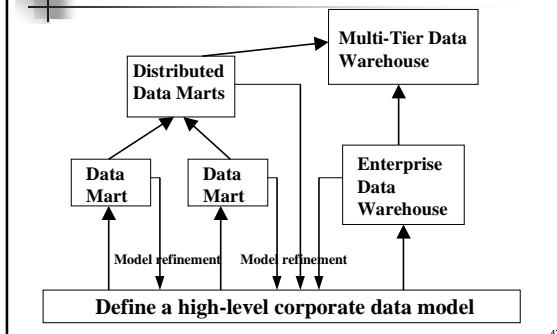 Multi-Tier Data
Warehouse
Distributed
Data Marts
Data
Mart
Data
Mart
Enterprise
Data
Warehouse
Model refinement
Model refinement
Define a high-level corporate data model